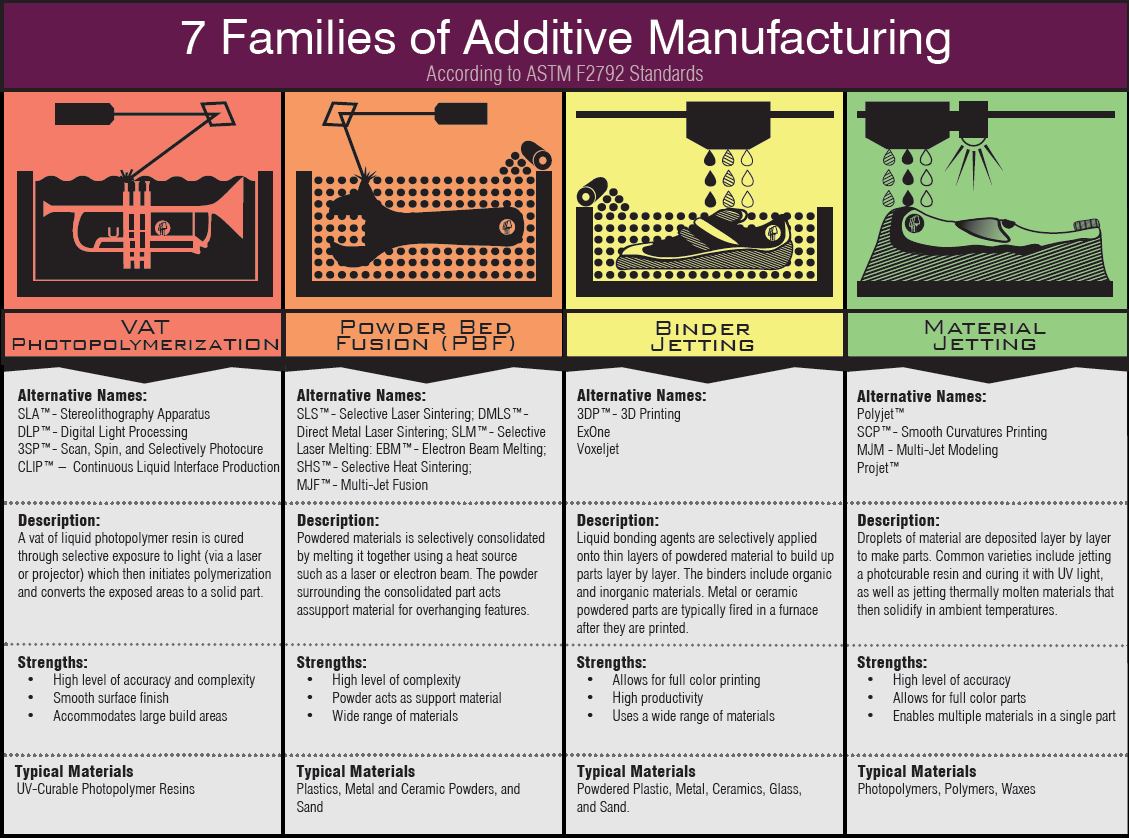 7 Families of Additive Manufacturing
According to ASTM F2792 Standards
VAT
PHOTOPOLYMERIZATION
Alternative Names:
SLA™- Stereolithography Apparatus
DLP™- Digital Light Processing
3SP™- Scan, Spin, and Selectively Photocure
CLIP™ – Continuous Liquid Interface Production
Description:
A vat of liquid photopolymer resin is cured
through selective exposure to light (via a laser
or projector) which then initiates polymerization
and converts the exposed areas to a solid part.
Strengths:
• High level of accuracy and complexity
• Smooth surface finish
• Accommodates large build areas
Typical Materials
UV-Curable Photopolymer Resins
POWDER BED
FUSION (PBF)
Alternative Names:
SLS™- Selective Laser Sintering; DMLS™-
Direct Metal Laser Sintering; SLM™- Selective
Laser Melting: EBM™- Electron Beam Melting;
SHS™- Selective Heat Sintering;
MJF™- Multi-Jet Fusion
Description:
Powdered materials is selectively consolidated
by melting it together using a heat source
such as a laser or electron beam. The powder
surrounding the consolidated part acts
assupport material for overhanging features.
Strengths:
• High level of complexity
• Powder acts as support material
• Wide range of materials
Typical Materials
Plastics, Metal and Ceramic Powders, and
Sand
BINDER
JETTING
Alternative Names:
3DP™- 3D Printing
ExOne
Voxeljet
Description:
Liquid bonding agents are selectively applied
onto thin layers of powdered material to build up
parts layer by layer. The binders include organic
and inorganic materials. Metal or ceramic
powdered parts are typically fired in a furnace
after they are printed.
Strengths:
• Allows for full color printing
• High productivity
• Uses a wide range of materials
Typical Materials
Powdered Plastic, Metal, Ceramics, Glass,
and Sand.
MATERIAL
JETTING
Alternative Names:
Polyjet™
SCP™- Smooth Curvatures Printing
MJM - Multi-Jet Modeling
Projet™
Description:
Droplets of material are deposited layer by layer
to make parts. Common varieties include jetting
a photcurable resin and curing it with UV light,
as well as jetting thermally molten materials that
then solidify in ambient temperatures.
Strengths:
• High level of accuracy
• Allows for full color parts
• Enables multiple materials in a single part
Typical Materials
Photopolymers, Polymers, Waxes